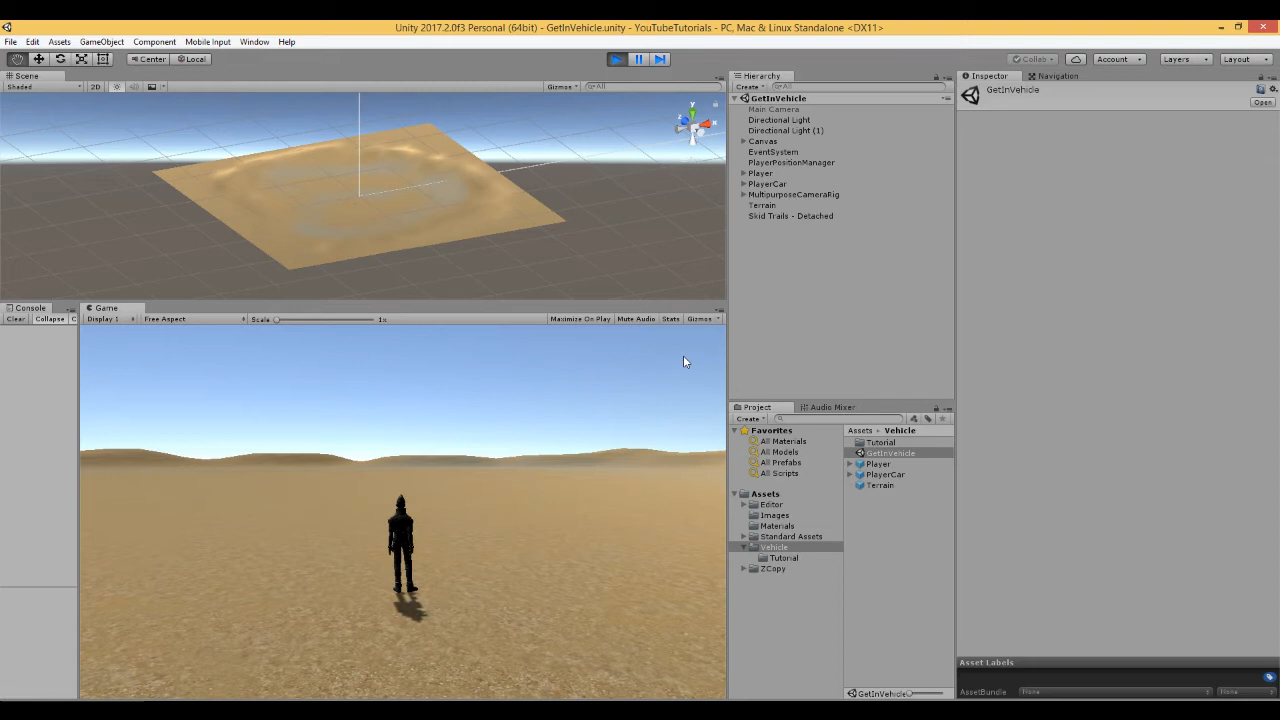 Unity 2017.2.0f3 Personal (64bit) - GetInVehicle.unity - YouTubeTutorials - PC, Mac & Linux Standalone <DX11>
File Edit Assets GameObject Component Mobile Input Window Help
Center Local Collab Account Layers Layout
Scene
Shaded 2D Gizmos All
y
x
z
Console Game
Clear Collapse C Display 1 Free Aspect Scale 1x Maximize On Play Mute Audio Stats Gizmos
Hierarchy
Create All
GetInVehicle
Main Camera
Directional Light
Directional Light (1)
Canvas
EventSystem
PlayerPositionManager
Player
PlayerCar
MultipurposeCameraRig
Terrain
Skid Trails - Detached
Project Audio Mixer
Create
Favorites
All Materials
All Models
All Prefabs
All Scripts
Assets
Editor
Images
Materials
Standard Assets
Vehicle
Tutorial
ZCopy
Assets Vehicle
Tutorial
GetInVehicle
Player
PlayerCar
Terrain
GetInVehicle
Inspector Navigation
GetInVehicle
Open
Asset Labels
AssetBundle None None